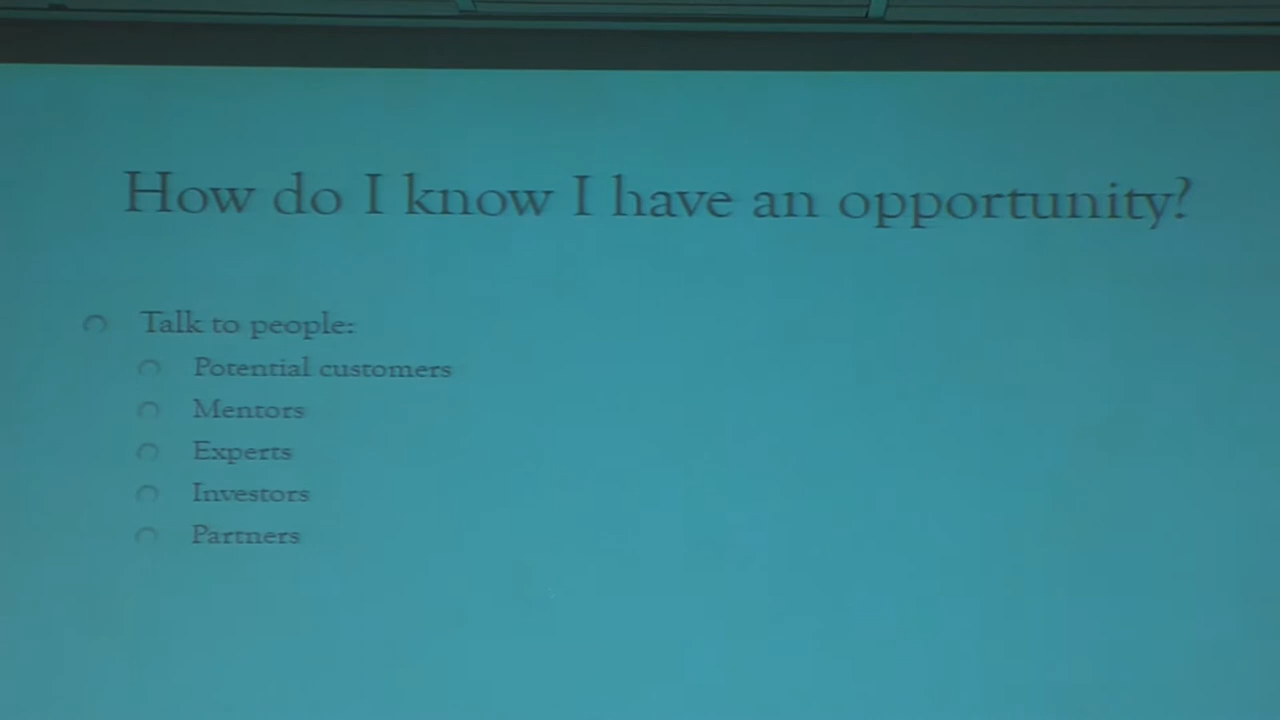 How do I know I have an opportunity?
Talk to people:
Potential customers
Mentors
Experts
Investors
Partners